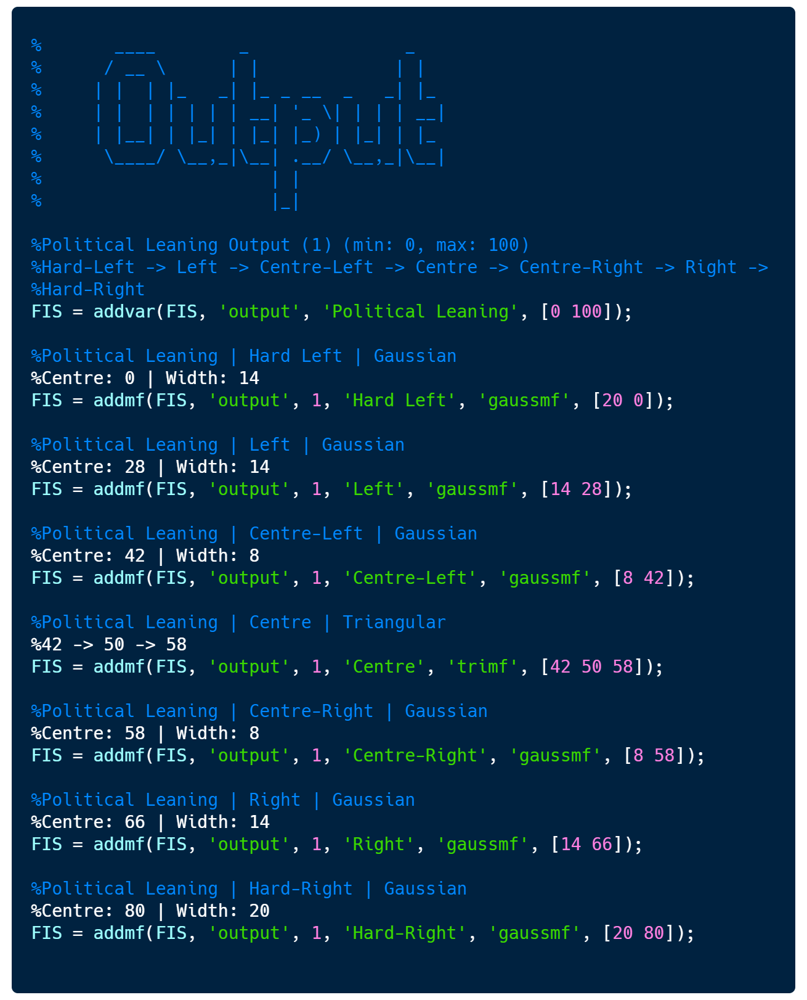 %       ____        _               _
%      / __ \      | |             | |
%     | |  | |_   _| |_ _ __  _   _| |_
%     | |  | | | | | __| '_ \| | | | __|
%     | |__| | |_| | |_| |_) | |_| | |_
%      \____/ \__,_|\__| .__/ \__,_|\__|
%                      | |
%                      |_|
%Political Leaning Output (1) (min: 0, max: 100)
%Hard-Left -> Left -> Centre-Left -> Centre -> Centre-Right -> Right ->
%Hard-Right
FIS = addvar(FIS, 'output', 'Political Leaning', [0 100]);
%Political Leaning | Hard Left | Gaussian
%Centre: 0 | Width: 14
FIS = addmf(FIS, 'output', 1, 'Hard Left', 'gaussmf', [20 0]);
%Political Leaning | Left | Gaussian
%Centre: 28 | Width: 14
FIS = addmf(FIS, 'output', 1, 'Left', 'gaussmf', [14 28]);
%Political Leaning | Centre-Left | Gaussian
%Centre: 42 | Width: 8
FIS = addmf(FIS, 'output', 1, 'Centre-Left', 'gaussmf', [8 42]);
%Political Leaning | Centre | Triangular
%42 -> 50 -> 58
FIS = addmf(FIS, 'output', 1, 'Centre', 'trimf', [42 50 58]);
%Political Leaning | Centre-Right | Gaussian
%Centre: 58 | Width: 8
FIS = addmf(FIS, 'output', 1, 'Centre-Right', 'gaussmf', [8 58]);
%Political Leaning | Right | Gaussian
%Centre: 66 | Width: 14
FIS = addmf(FIS, 'output', 1, 'Right', 'gaussmf', [14 66]);
%Political Leaning | Hard-Right | Gaussian
%Centre: 80 | Width: 20
FIS = addmf(FIS, 'output', 1, 'Hard-Right', 'gaussmf', [20 80]);